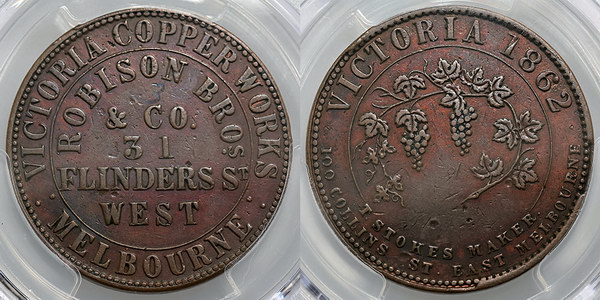 VICTORIA COPPER WORKS
ROBISON BROS
& CO.
31
FLINDERS ST
WEST
· MELBOURNE ·
VICTORIA 1862
T. STOKES MAKER
100 COLLINS ST. EAST MELBOURNE